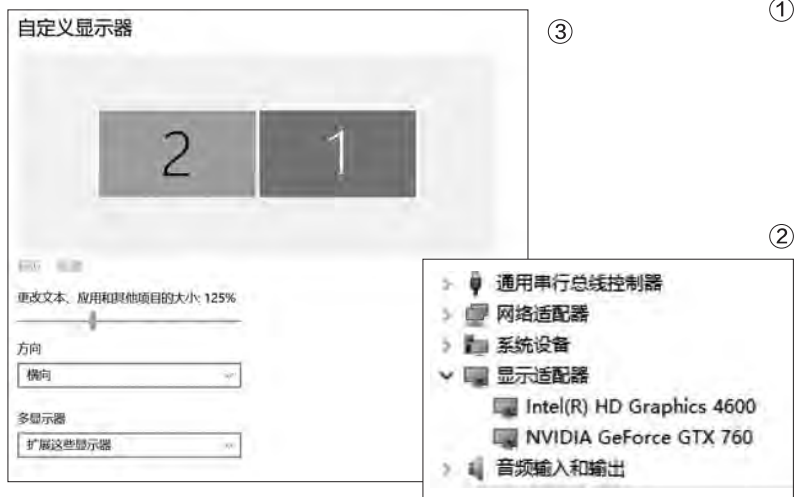 ①
自定义显示器
③
2 1
②
更改文本、应用和其他项目的大小: 125%
方向
横向
多显示器
扩展这些显示器
通用串行总线控制器
网络适配器
系统设备
显示适配器
Intel(R) HD Graphics 4600
NVIDIA GeForce GTX 760
音频输入和输出